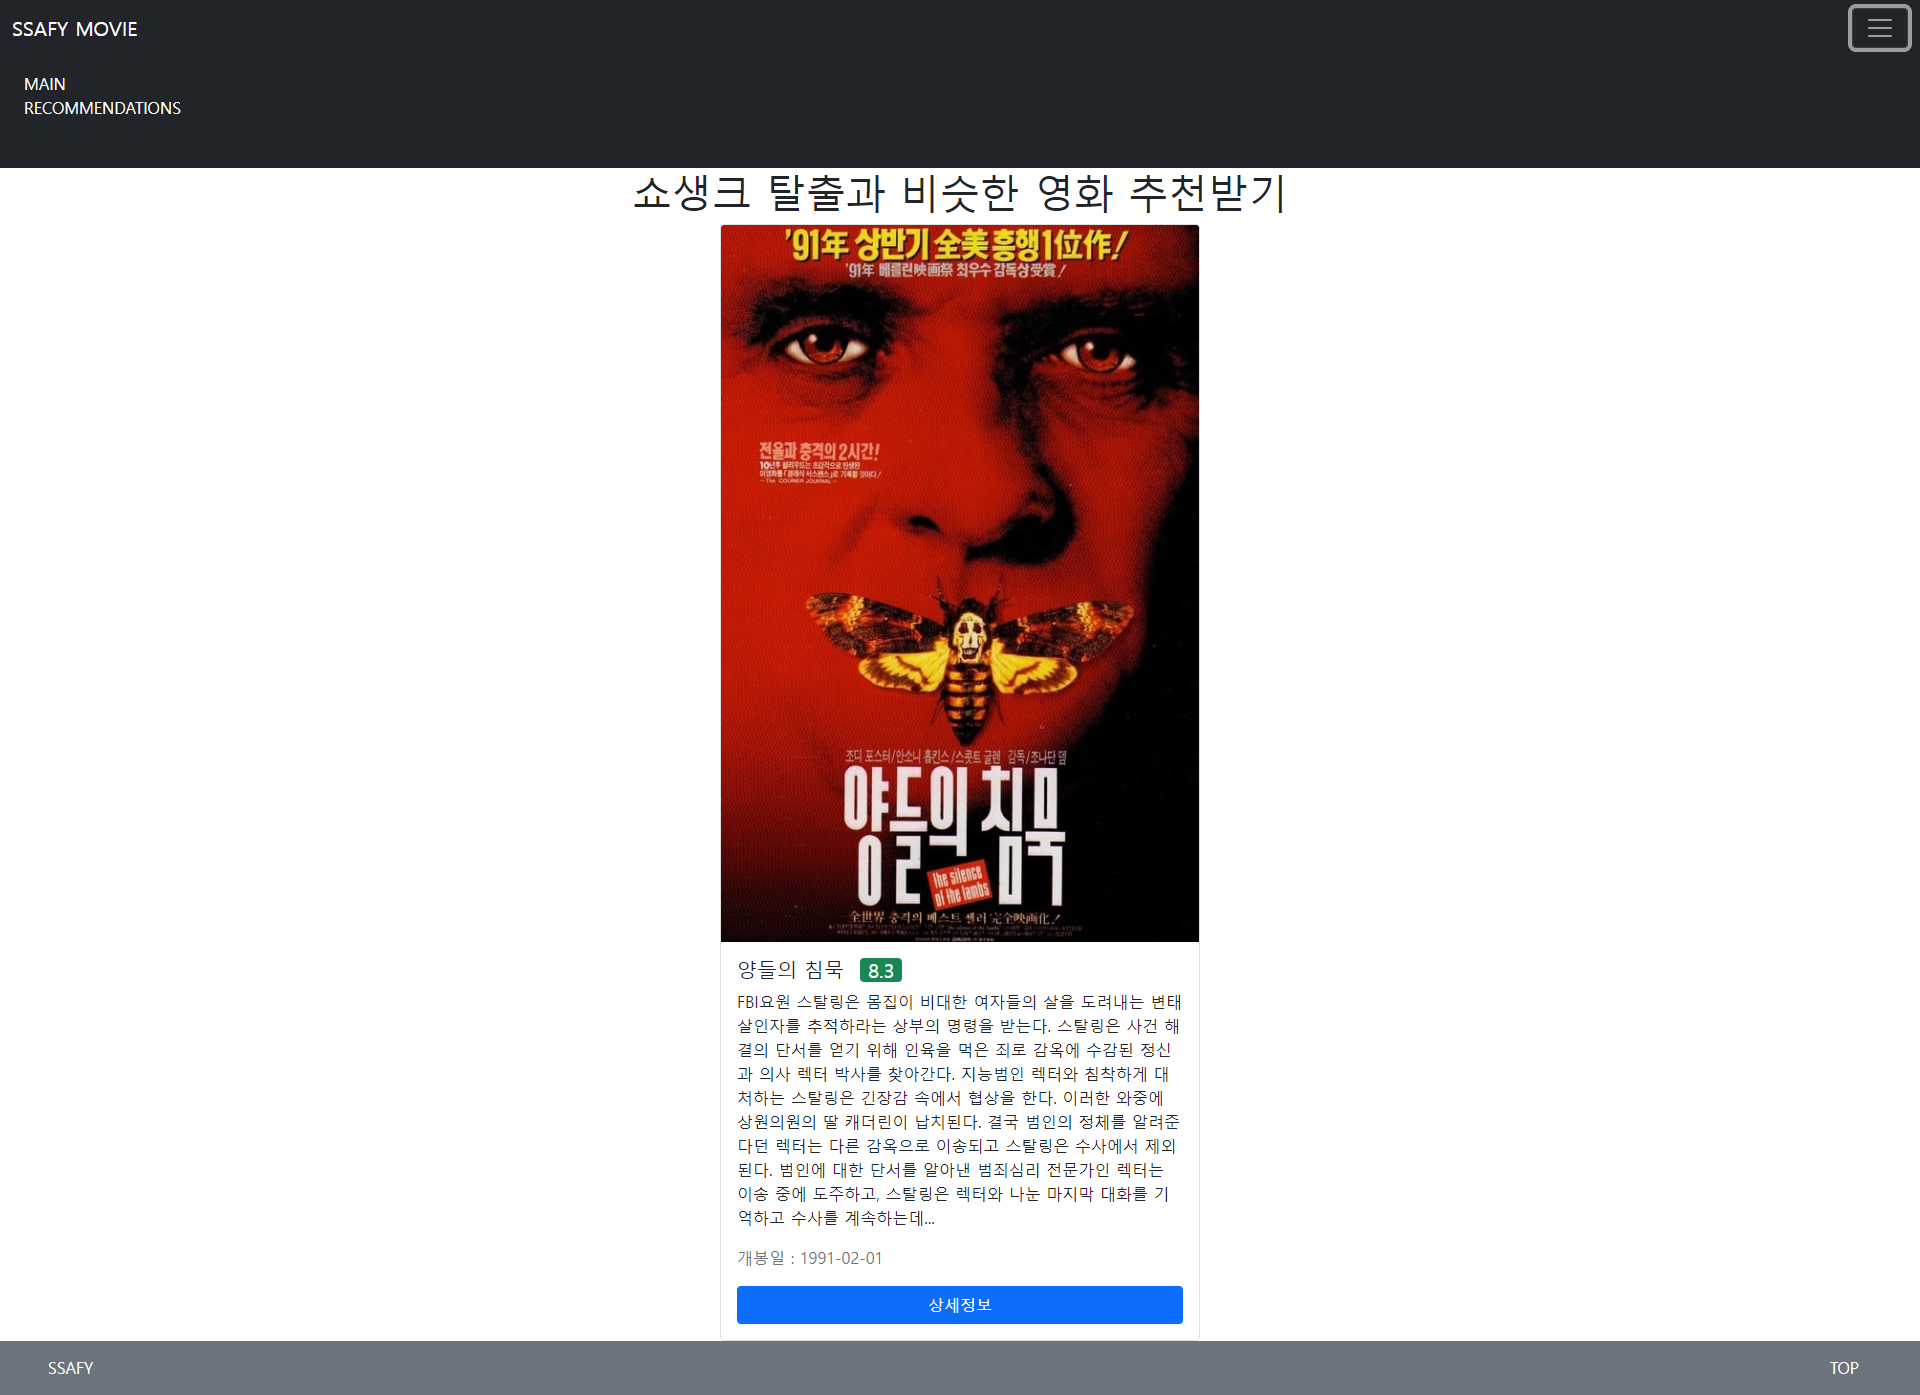 SSAFY MOVIE
MAIN
RECOMMENDATIONS
쇼생크 탈출과 비슷한 영화 추천받기
'91年 상반기 全美 흥행1位作!
'91年 베를린映画祭 최우수 감독상受賞!
전율과 충격의 2시간!
-The COURIER JOURNAL-
조디 포스터/안소니 홉킨스/스콧트 글렌 감독/조나단 뎀
양들의 침묵
the silence
of the lambs
全世界 충격의 베스트 셀러 完全映画化!
양들의 침묵 8.3
FBI요원 스탈링은 몸집이 비대한 여자들의 살을 도려내는 변태
살인자를 추적하라는 상부의 명령을 받는다. 스탈링은 사건 해
결의 단서를 얻기 위해 인육을 먹은 죄로 감옥에 수감된 정신
과 의사 렉터 박사를 찾아간다. 지능범인 렉터와 침착하게 대
처하는 스탈링은 긴장감 속에서 협상을 한다. 이러한 와중에
상원의원의 딸 캐더린이 납치된다. 결국 범인의 정체를 알려준
다던 렉터는 다른 감옥으로 이송되고 스탈링은 수사에서 제외
된다. 범인에 대한 단서를 알아낸 범죄심리 전문가인 렉터는
이송 중에 도주하고, 스탈링은 렉터와 나눈 마지막 대화를 기
억하고 수사를 계속하는데...
개봉일 : 1991-02-01
상세정보
SSAFY
TOP